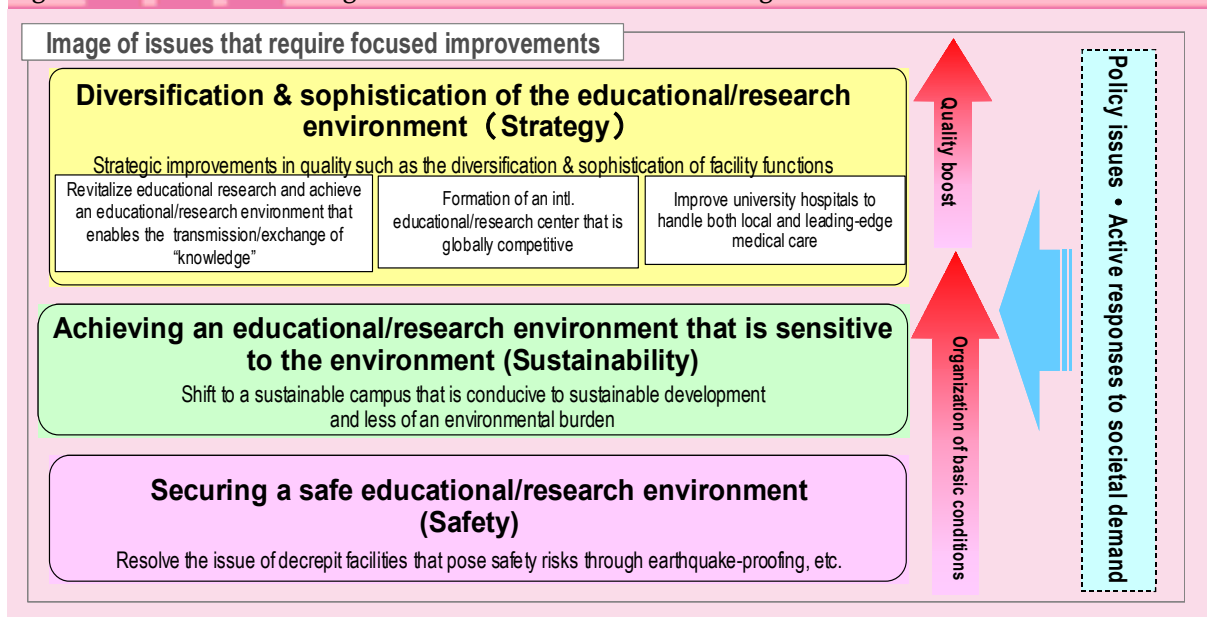 Image of issues that require focused improvements
Diversification & sophistication of the educational/research
environment（Strategy）
Strategic improvements in quality such as the diversification & sophistication of facility functions
Revitalize educational research and achieve
an educational/research environment that
enables the transmission/exchange of
“knowledge”
Formation of an intl.
educational/research center that is
globally competitive
Improve university hospitals to
handle both local and leading-edge
medical care
Achieving an educational/research environment that is sensitive
to the environment (Sustainability)
Shift to a sustainable campus that is conducive to sustainable development
and less of an environmental burden
Securing a safe educational/research environment
(Safety)
Resolve the issue of decrepit facilities that pose safety risks through earthquake-proofing, etc.
Quality boost
Organization of basic conditions
Policy issues • Active responses to societal demand